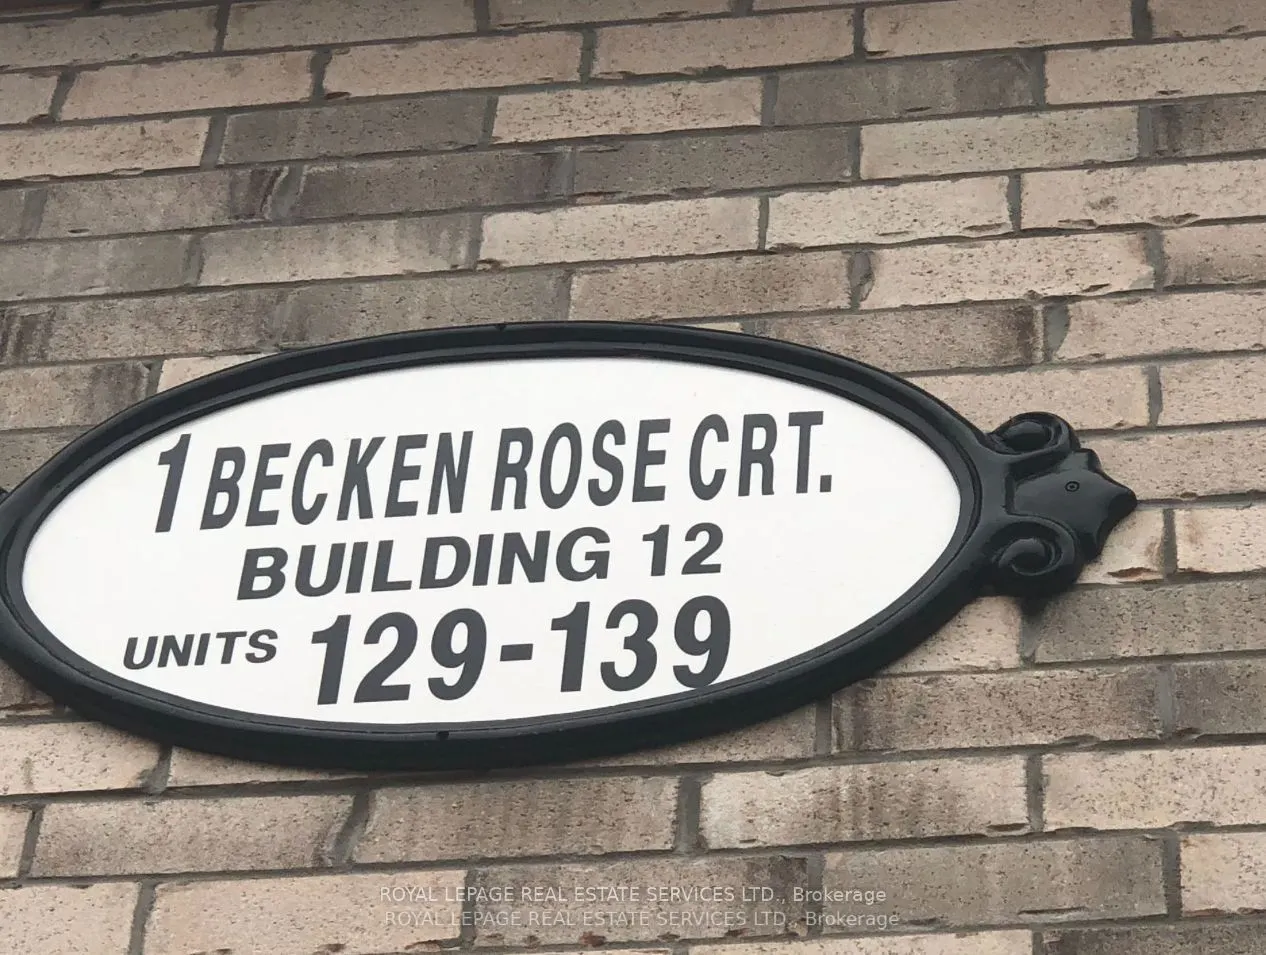 1 BECKEN ROSE CRT.
BUILDING 12
UNITS 129-139
ROYAL LEPAGE REAL ESTATE SERVICES LTD., Brokerage
ROYAL LEPAGE REAL ESTATE SERVICES LTD., Brokerage